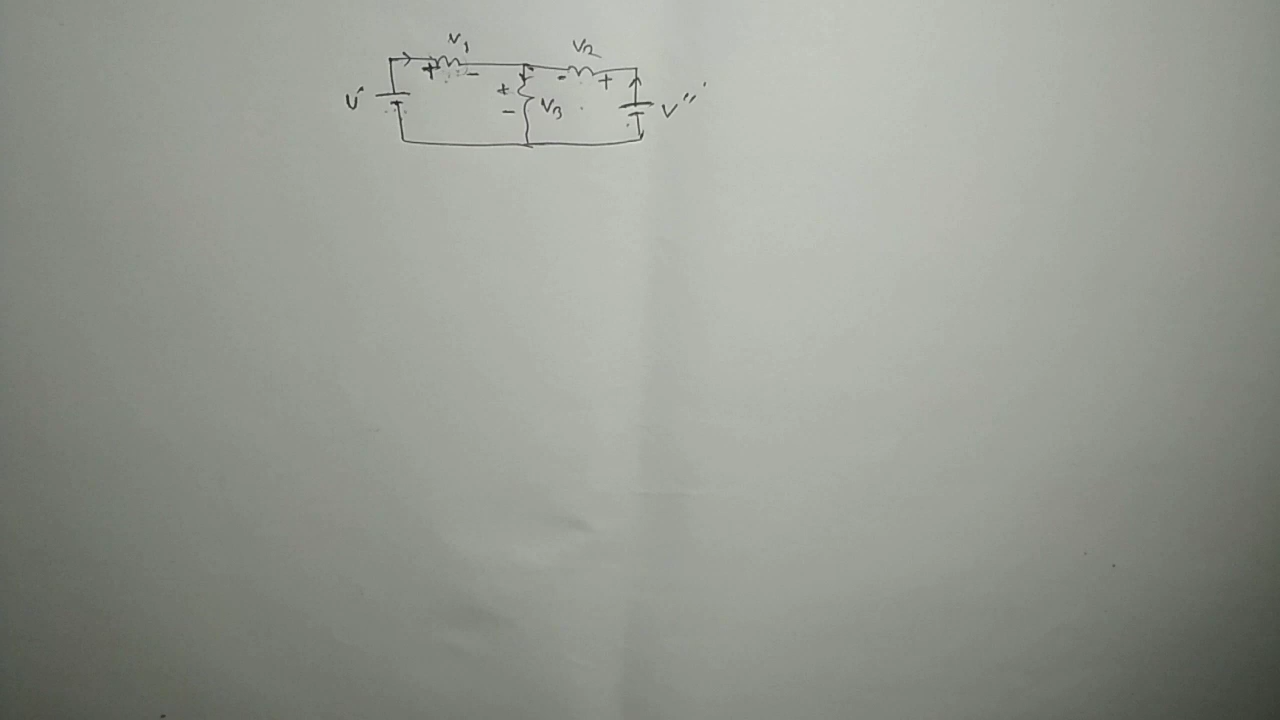 V1 V2
+ - - +
V' + V3 V''
-